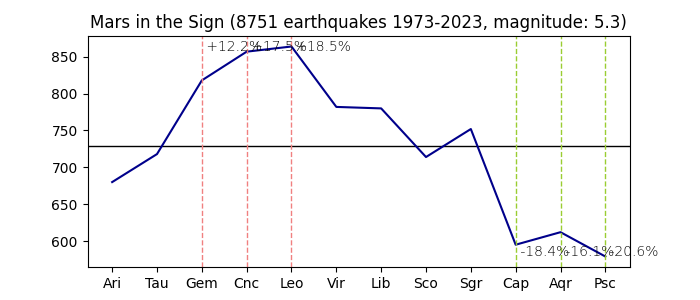 Mars in the Sign (8751 earthquakes 1973-2023, magnitude: 5.3)
+12.2% +17.5% +18.5%
850
800
750
700
650
600
-18.4% -16.1% -20.6%
Ari Tau Gem Cnc Leo Vir Lib Sco Sgr Cap Aqr Psc